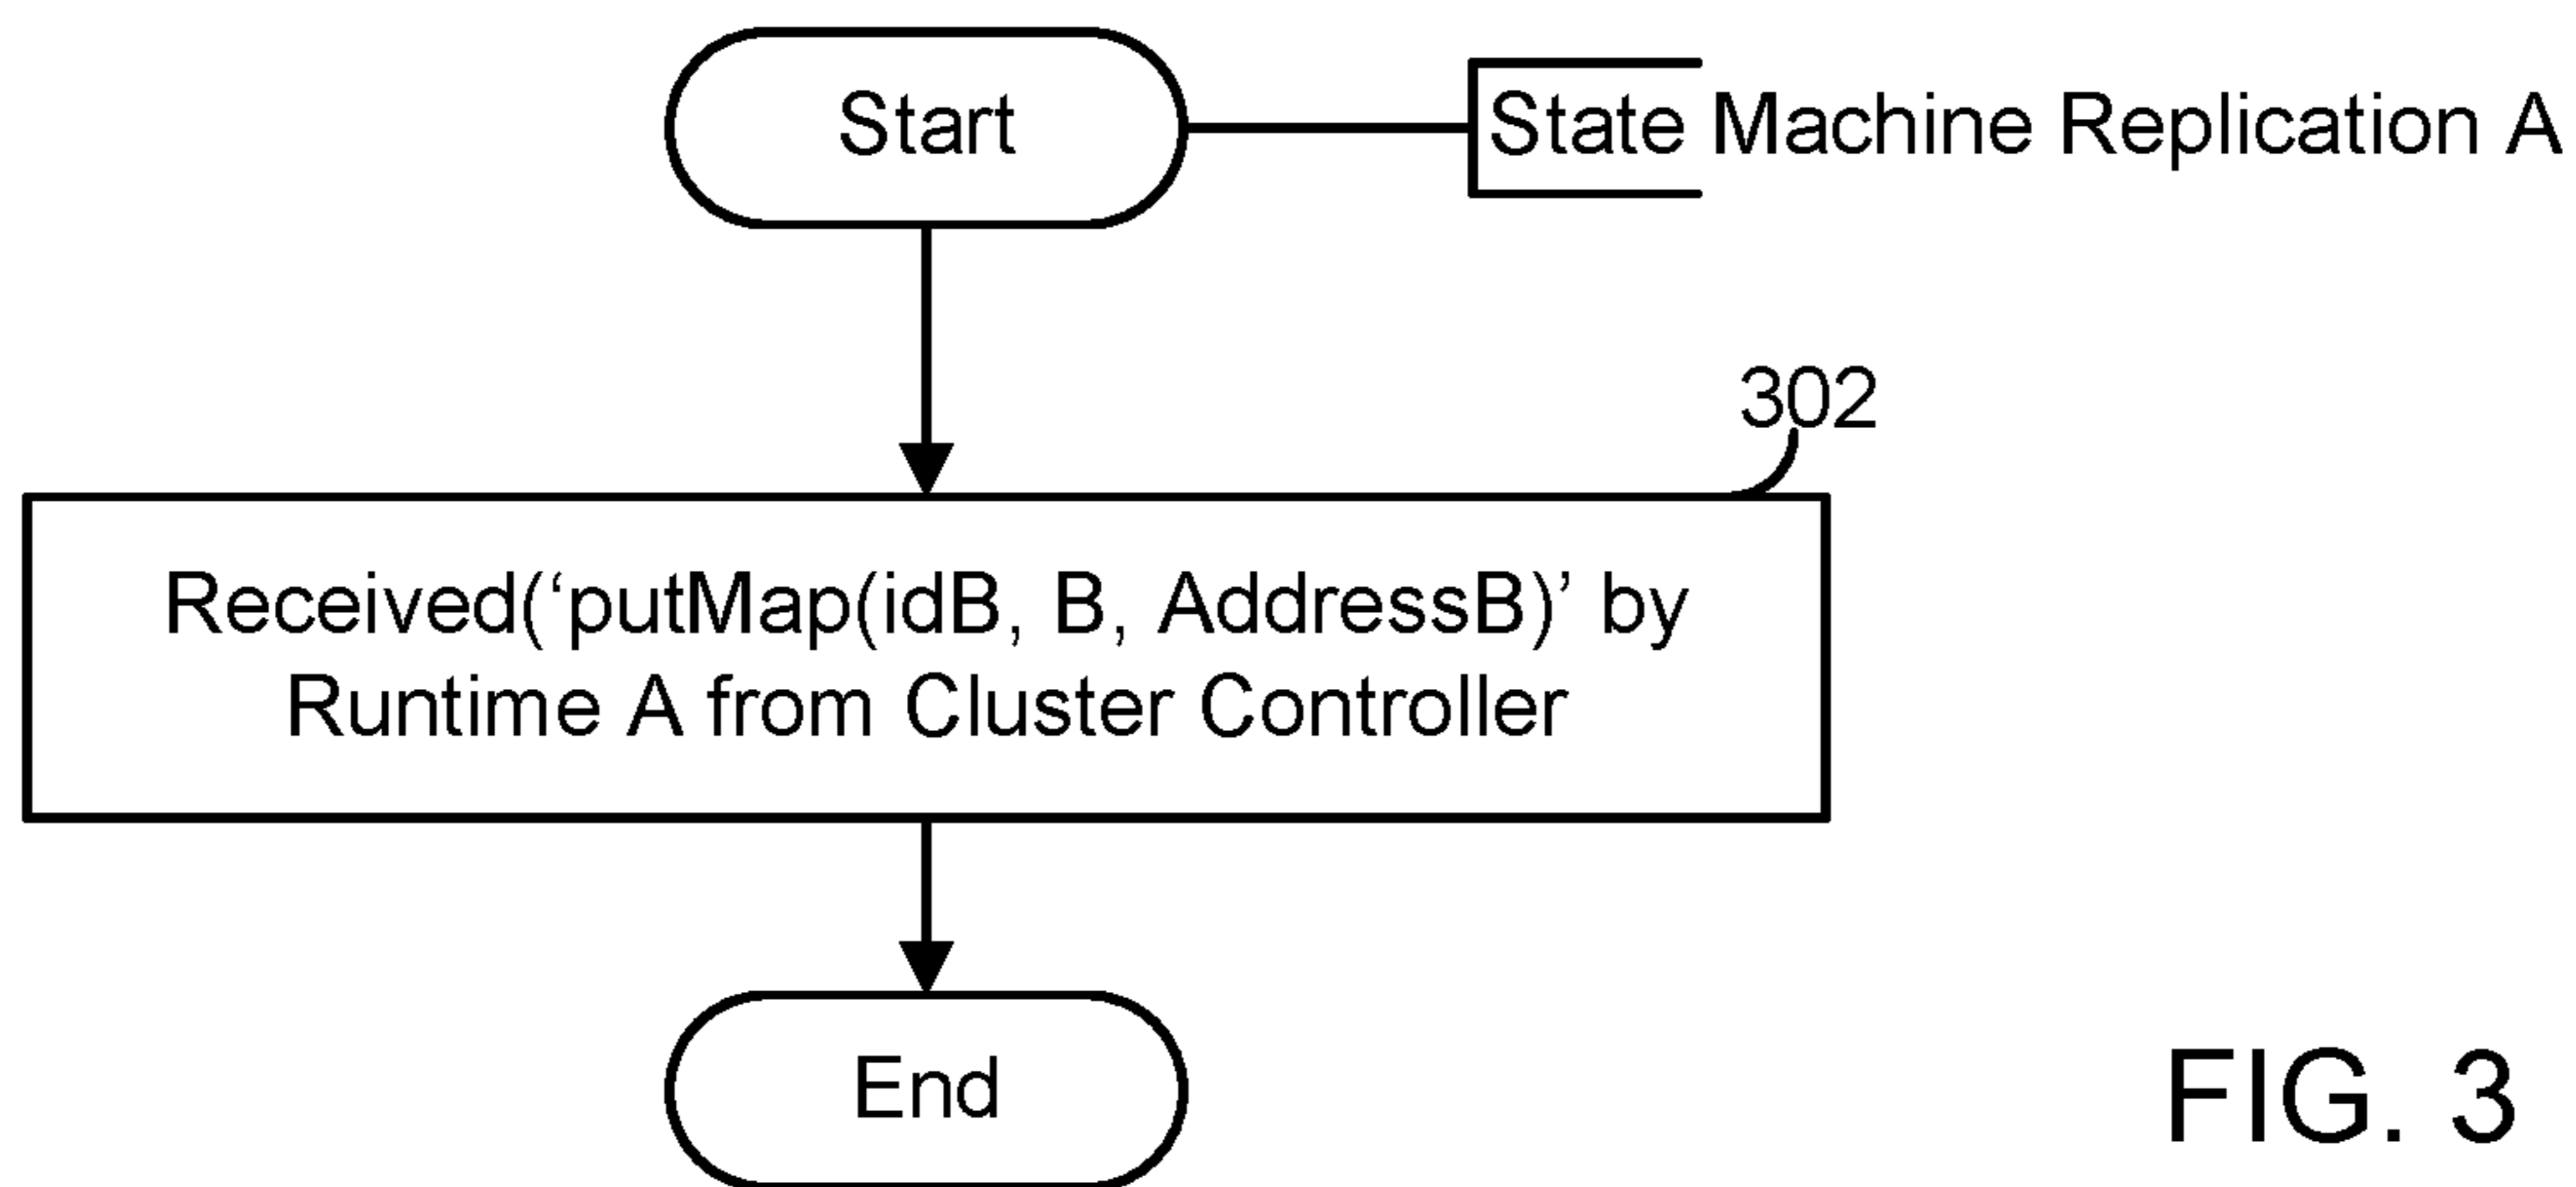 Start
State Machine Replication A
302
Received(‘putMap(idB, B, AddressB)’ by
Runtime A from Cluster Controller
End
FIG. 3